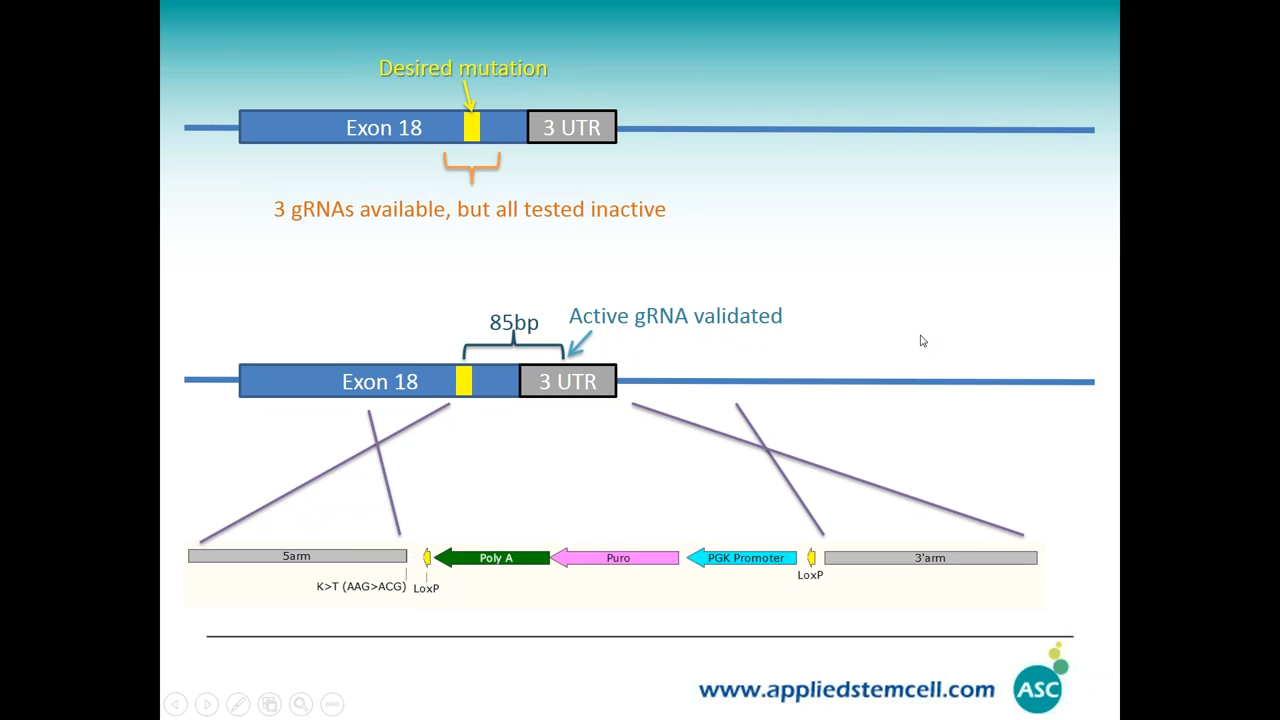 Desired mutation
Exon 18
3 UTR
3 gRNAs available, but all tested inactive
85bp
Active gRNA validated
Exon 18
3 UTR
5arm
Poly A
Puro
PGK Promoter
3'arm
K>T (AAG>ACG)
LoxP
LoxP
www.appliedstemcell.com
ASC